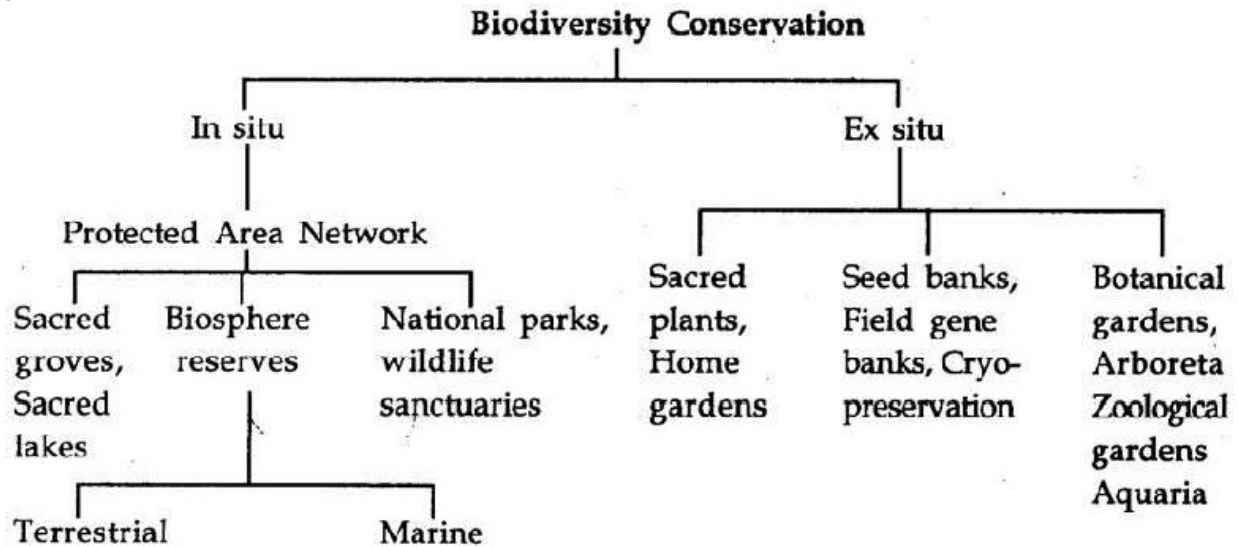 Biodiversity Conservation
In situ
Ex situ
Protected Area Network
Sacred
groves,
Sacred
lakes
Biosphere
reserves
National parks,
wildlife
sanctuaries
Terrestrial
Marine
Sacred
plants,
Home
gardens
Seed banks,
Field gene
banks, Cryo-
preservation
Botanical
gardens,
Arboreta
Zoological
gardens
Aquaria